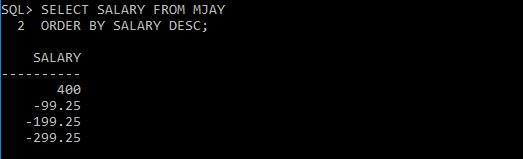 SQL> SELECT SALARY FROM MJAY
  2  ORDER BY SALARY DESC;
    SALARY
----------
       400
    -99.25
   -199.25
   -299.25